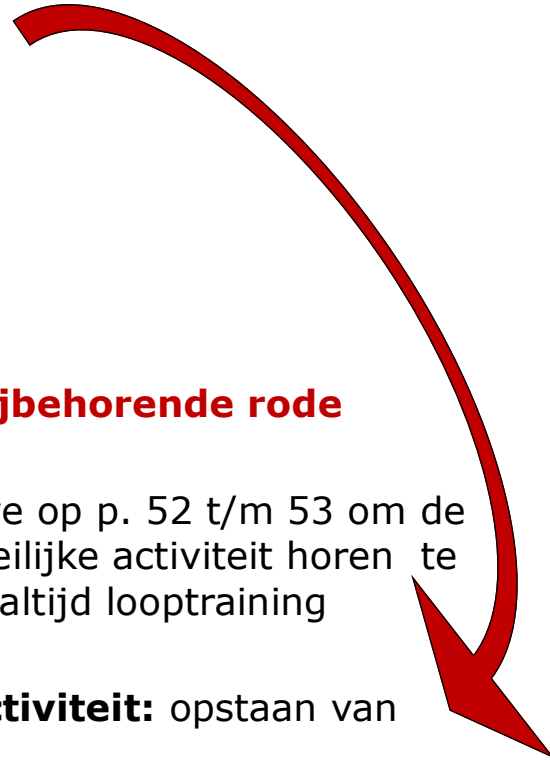 jbehorende rode
e op p. 52 t/m 53 om de
eilijke activiteit horen  te
altijd looptraining
ctiviteit: opstaan van